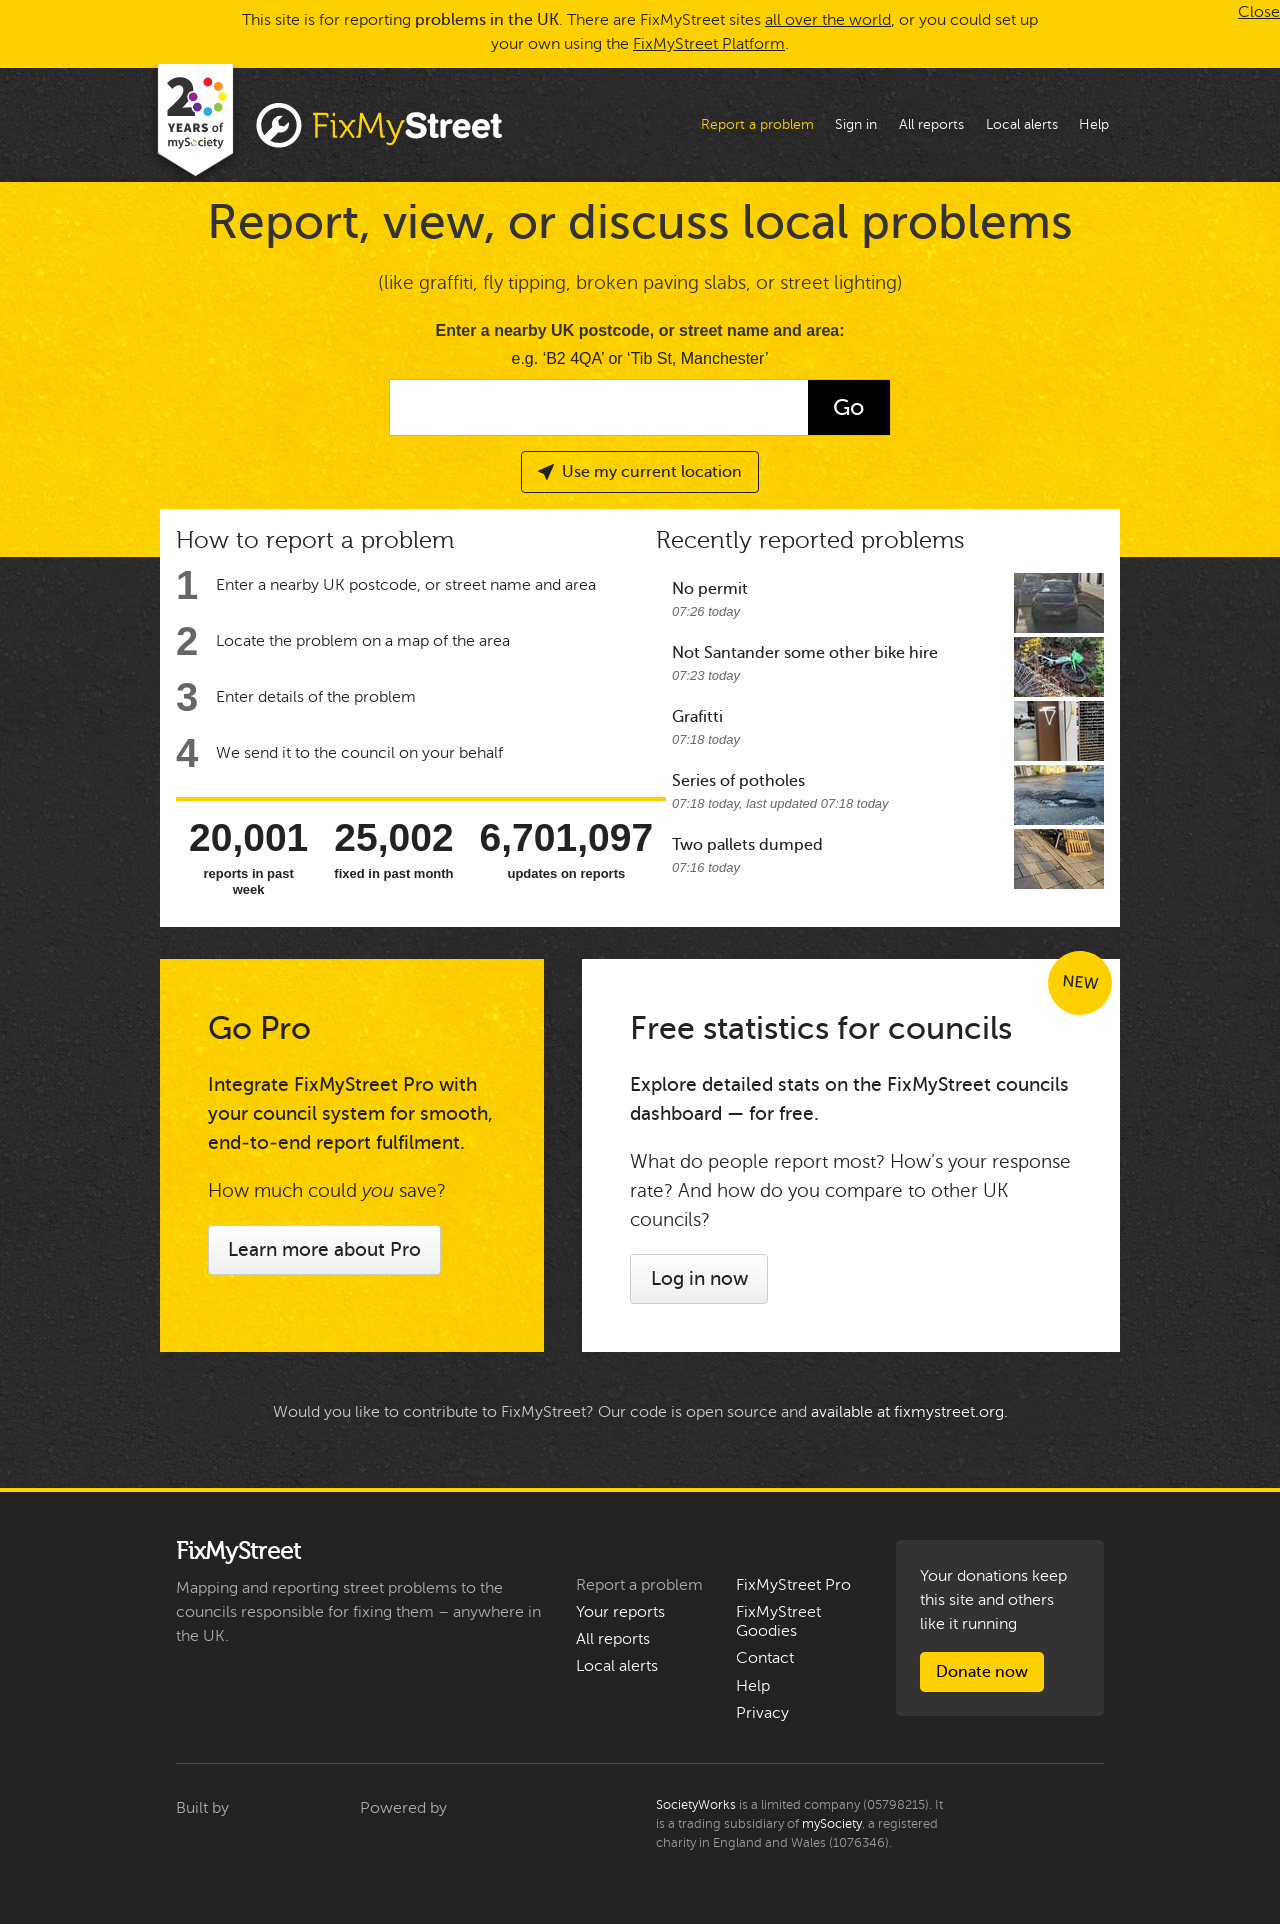 This site is for reporting problems in the UK. There are FixMyStreet sites all over the world, or you could set up
your own using the FixMyStreet Platform.
Close
20
YEARS of
mySociety
FixMyStreet
Report a problem
Sign in
All reports
Local alerts
Help
Report, view, or discuss local problems
(like graffiti, fly tipping, broken paving slabs, or street lighting)
Enter a nearby UK postcode, or street name and area:
e.g. ‘B2 4QA’ or ‘Tib St, Manchester’
Go
Use my current location
How to report a problem
1 Enter a nearby UK postcode, or street name and area
2 Locate the problem on a map of the area
3 Enter details of the problem
4 We send it to the council on your behalf
20,001
reports in past
week
25,002
fixed in past month
6,701,097
updates on reports
Recently reported problems
No permit
07:26 today
Not Santander some other bike hire
07:23 today
Grafitti
07:18 today
Series of potholes
07:18 today, last updated 07:18 today
Two pallets dumped
07:16 today
Go Pro
Integrate FixMyStreet Pro with
your council system for smooth,
end-to-end report fulfilment.
How much could you save?
Learn more about Pro
NEW
Free statistics for councils
Explore detailed stats on the FixMyStreet councils
dashboard — for free.
What do people report most? How’s your response
rate? And how do you compare to other UK
councils?
Log in now
Would you like to contribute to FixMyStreet? Our code is open source and available at fixmystreet.org.
FixMyStreet
Mapping and reporting street problems to the
councils responsible for fixing them – anywhere in
the UK.
Report a problem
Your reports
All reports
Local alerts
FixMyStreet Pro
FixMyStreet
Goodies
Contact
Help
Privacy
Your donations keep
this site and others
like it running
Donate now
Built by
Powered by
SocietyWorks is a limited company (05798215). It
is a trading subsidiary of mySociety, a registered
charity in England and Wales (1076346).